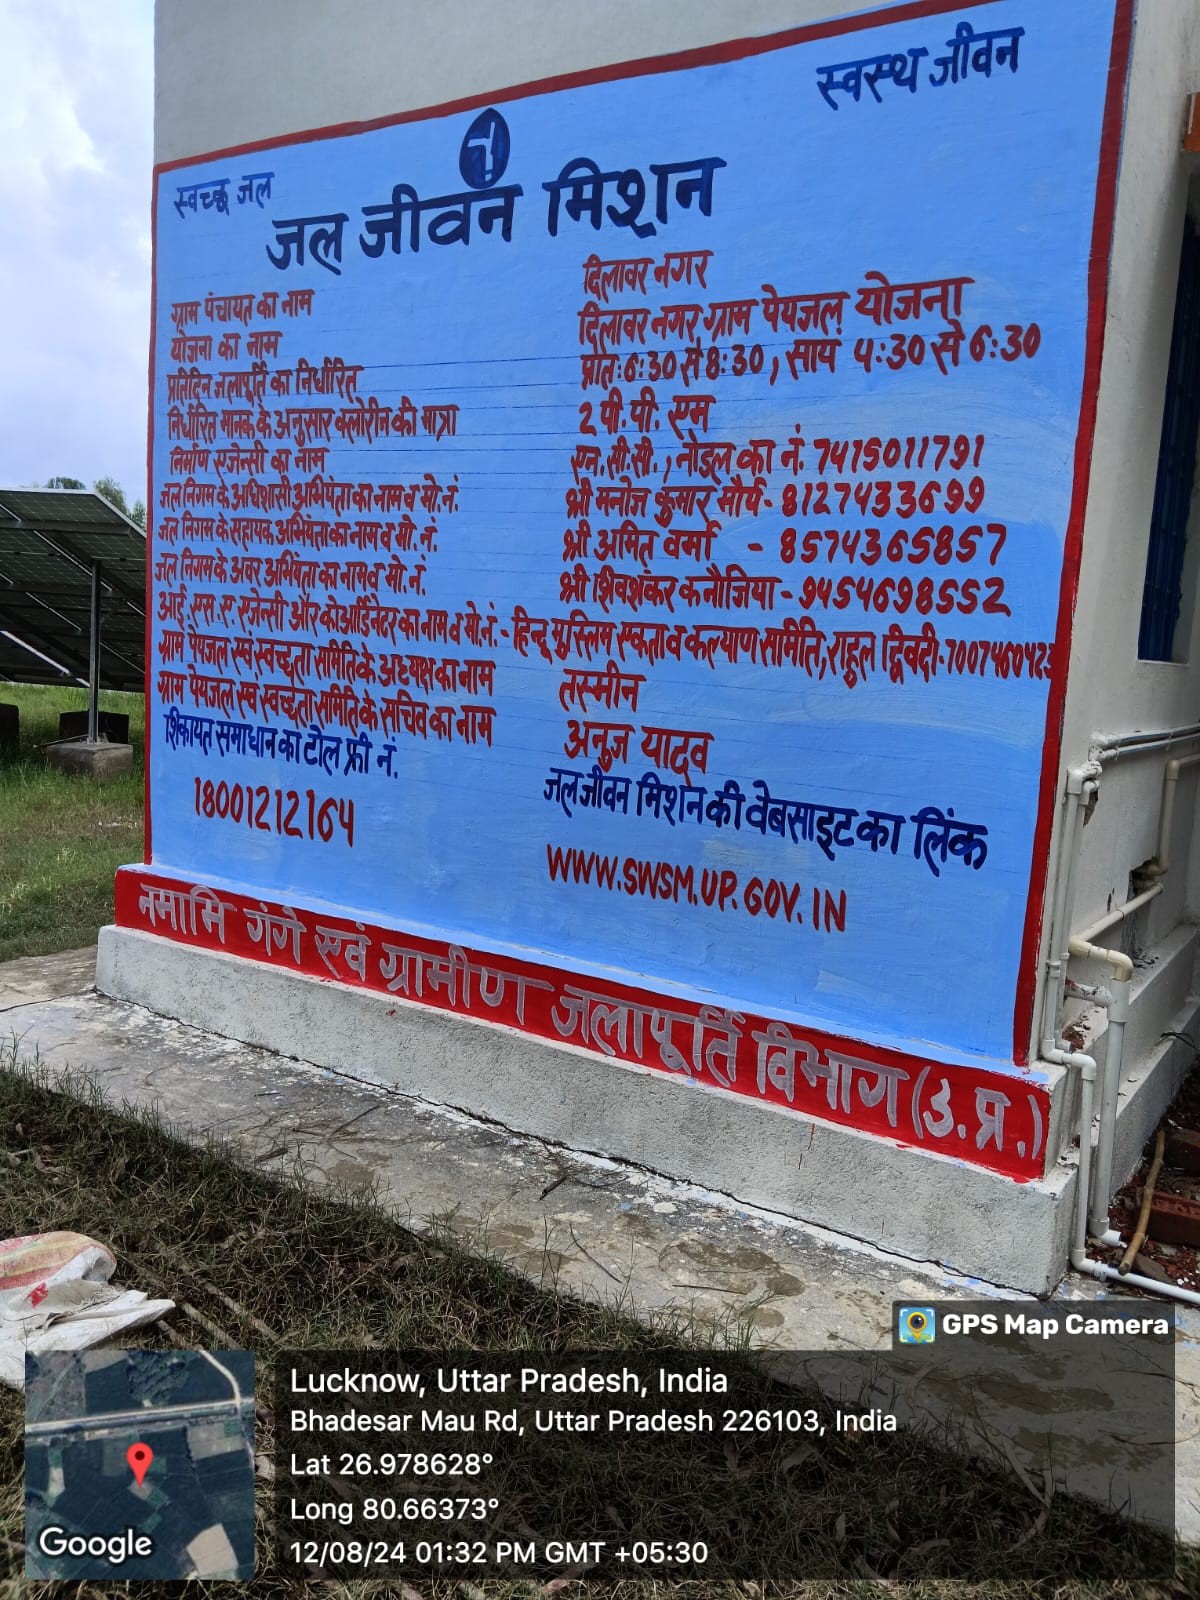 स्वस्थ जीवन
स्वच्छ जल
जल जीवन मिशन
ग्राम पंचायत का नाम दिलावर नगर
योजना का नाम दिलावर नगर ग्राम पेयजल योजना
प्रतिदिन जलापूर्ति का निर्धारित प्रात: 6:30 से 8:30, सायं 4:30 से 6:30
निर्धारित मानक के अनुसार क्लोरीन की मात्रा 2 पी.पी. एम
निर्माण एजेन्सी का नाम एन.सी.सी., नोडल का नं. 7415011791
जल निगम के अधिशासी अभियंता का नाम व मो.नं. श्री मनोज कुमार मौर्य - 8127433699
जल निगम के सहायक अभियंता का नाम व मो.नं. श्री अमित वर्मा - 8574365857
जल निगम के अवर अभियंता का नाम व मो.नं. श्री शिवशंकर कनौजिया - 9454698552
आई.एस.ए. एजेन्सी और कोआर्डिनेटर का नाम व मो.नं. - हिन्दू मुस्लिम एकता व कल्याण समिति, राहुल द्विवेदी - 7007460423
ग्राम पेयजल एवं स्वच्छता समिति के अध्यक्ष का नाम तस्मीन
ग्राम पेयजल एवं स्वच्छता समिति के सचिव का नाम अनुज यादव
शिकायत समाधान का टोल फ्री नं. जल जीवन मिशन की वेबसाइट का लिंक
18001212164 WWW.SWSM.UP.GOV.IN
नमामि गंगे एवं ग्रामीण जलापूर्ति विभाग (उ.प्र.)
GPS Map Camera
Lucknow, Uttar Pradesh, India
Bhadesar Mau Rd, Uttar Pradesh 226103, India
Lat 26.978628°
Long 80.66373°
12/08/24 01:32 PM GMT +05:30
Google